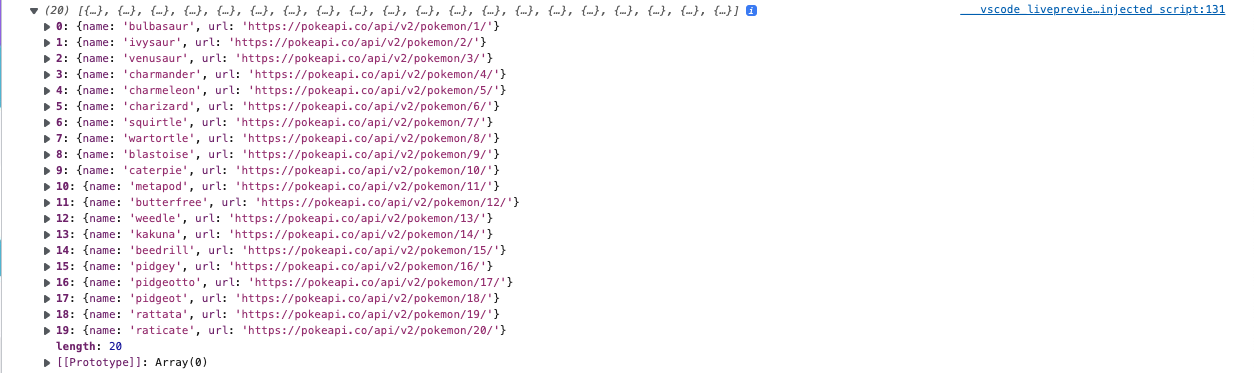 ▼ (20) [{…}, {…}, {…}, {…}, {…}, {…}, {…}, {…}, {…}, {…}, {…}, {…}, {…}, {…}, {…}, {…}, {…}, {…}, {…}, {…}] i ___vscode_liveprevie…injected_script:131
▶ 0: {name: 'bulbasaur', url: 'https://pokeapi.co/api/v2/pokemon/1/'}
▶ 1: {name: 'ivysaur', url: 'https://pokeapi.co/api/v2/pokemon/2/'}
▶ 2: {name: 'venusaur', url: 'https://pokeapi.co/api/v2/pokemon/3/'}
▶ 3: {name: 'charmander', url: 'https://pokeapi.co/api/v2/pokemon/4/'}
▶ 4: {name: 'charmeleon', url: 'https://pokeapi.co/api/v2/pokemon/5/'}
▶ 5: {name: 'charizard', url: 'https://pokeapi.co/api/v2/pokemon/6/'}
▶ 6: {name: 'squirtle', url: 'https://pokeapi.co/api/v2/pokemon/7/'}
▶ 7: {name: 'wartortle', url: 'https://pokeapi.co/api/v2/pokemon/8/'}
▶ 8: {name: 'blastoise', url: 'https://pokeapi.co/api/v2/pokemon/9/'}
▶ 9: {name: 'caterpie', url: 'https://pokeapi.co/api/v2/pokemon/10/'}
▶ 10: {name: 'metapod', url: 'https://pokeapi.co/api/v2/pokemon/11/'}
▶ 11: {name: 'butterfree', url: 'https://pokeapi.co/api/v2/pokemon/12/'}
▶ 12: {name: 'weedle', url: 'https://pokeapi.co/api/v2/pokemon/13/'}
▶ 13: {name: 'kakuna', url: 'https://pokeapi.co/api/v2/pokemon/14/'}
▶ 14: {name: 'beedrill', url: 'https://pokeapi.co/api/v2/pokemon/15/'}
▶ 15: {name: 'pidgey', url: 'https://pokeapi.co/api/v2/pokemon/16/'}
▶ 16: {name: 'pidgeotto', url: 'https://pokeapi.co/api/v2/pokemon/17/'}
▶ 17: {name: 'pidgeot', url: 'https://pokeapi.co/api/v2/pokemon/18/'}
▶ 18: {name: 'rattata', url: 'https://pokeapi.co/api/v2/pokemon/19/'}
▶ 19: {name: 'raticate', url: 'https://pokeapi.co/api/v2/pokemon/20/'}
length: 20
▶ [[Prototype]]: Array(0)